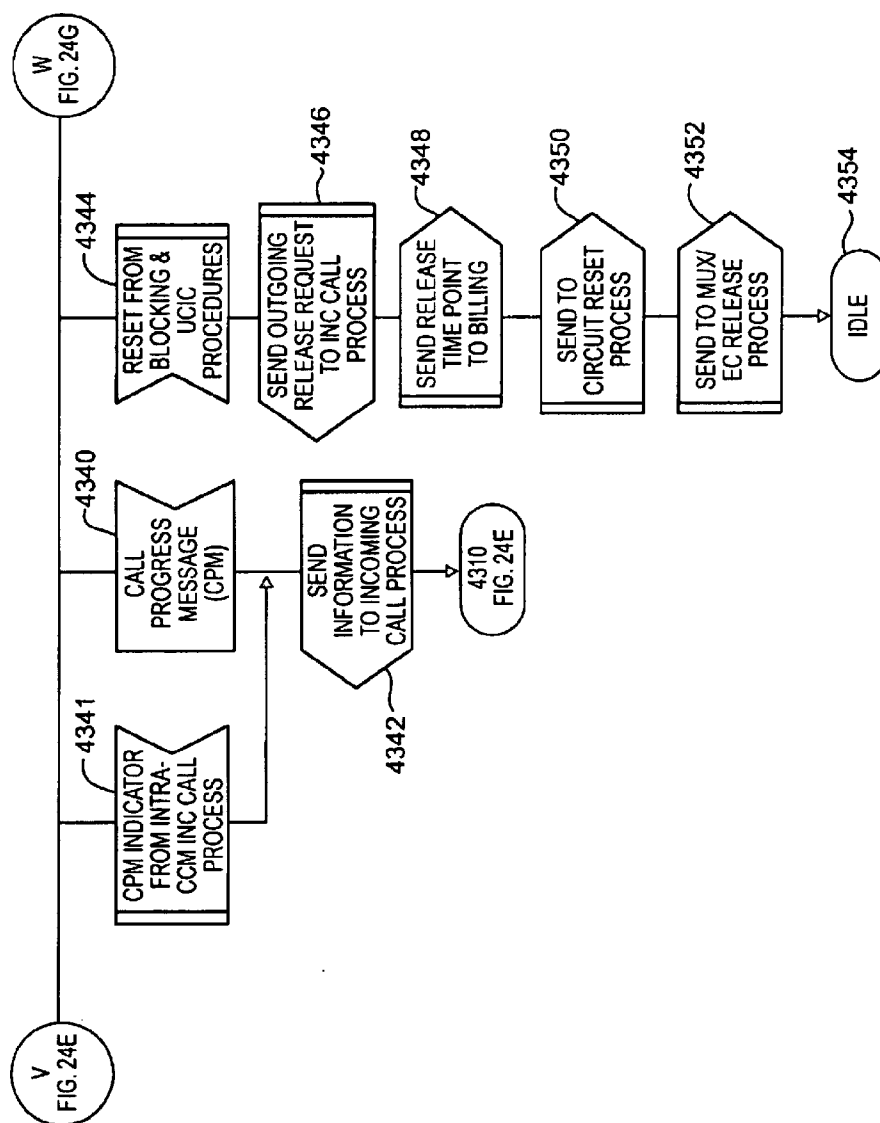 V
FIG. 24E
W
FIG. 24G
4341
CPM INDICATOR
FROM INTRA-
CCM INC CALL
PROCESS
4340
CALL
PROGRESS
MESSAGE
(CPM)
4342
SEND
INFORMATION
TO INCOMING
CALL PROCESS
4310
FIG. 24E
4344
RESET FROM
BLOCKING &
UCIC
PROCEDURES
4346
SEND OUTGOING
RELEASE REQUEST
TO INC CALL
PROCESS
4348
SEND RELEASE
TIME POINT
TO BILLING
4350
SEND TO
CIRCUIT RESET
PROCESS
4352
SEND TO MUX/
EC RELEASE
PROCESS
4354
IDLE